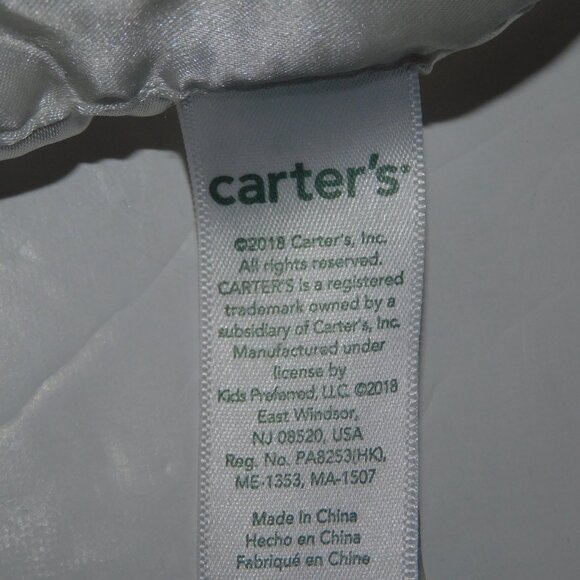 carter's
©2018 Carter's, Inc.
All rights reserved.
CARTER'S is a registered
trademark owned by a
subsidiary of Carter's, Inc.
Manufactured under
license by
Kids Preferred, LLC. ©2018
East Windsor,
NJ 08520, USA
Reg. No. PA8253(HK),
ME-1353, MA-1507
Made in China
Hecho en China
Fabriqué en Chine